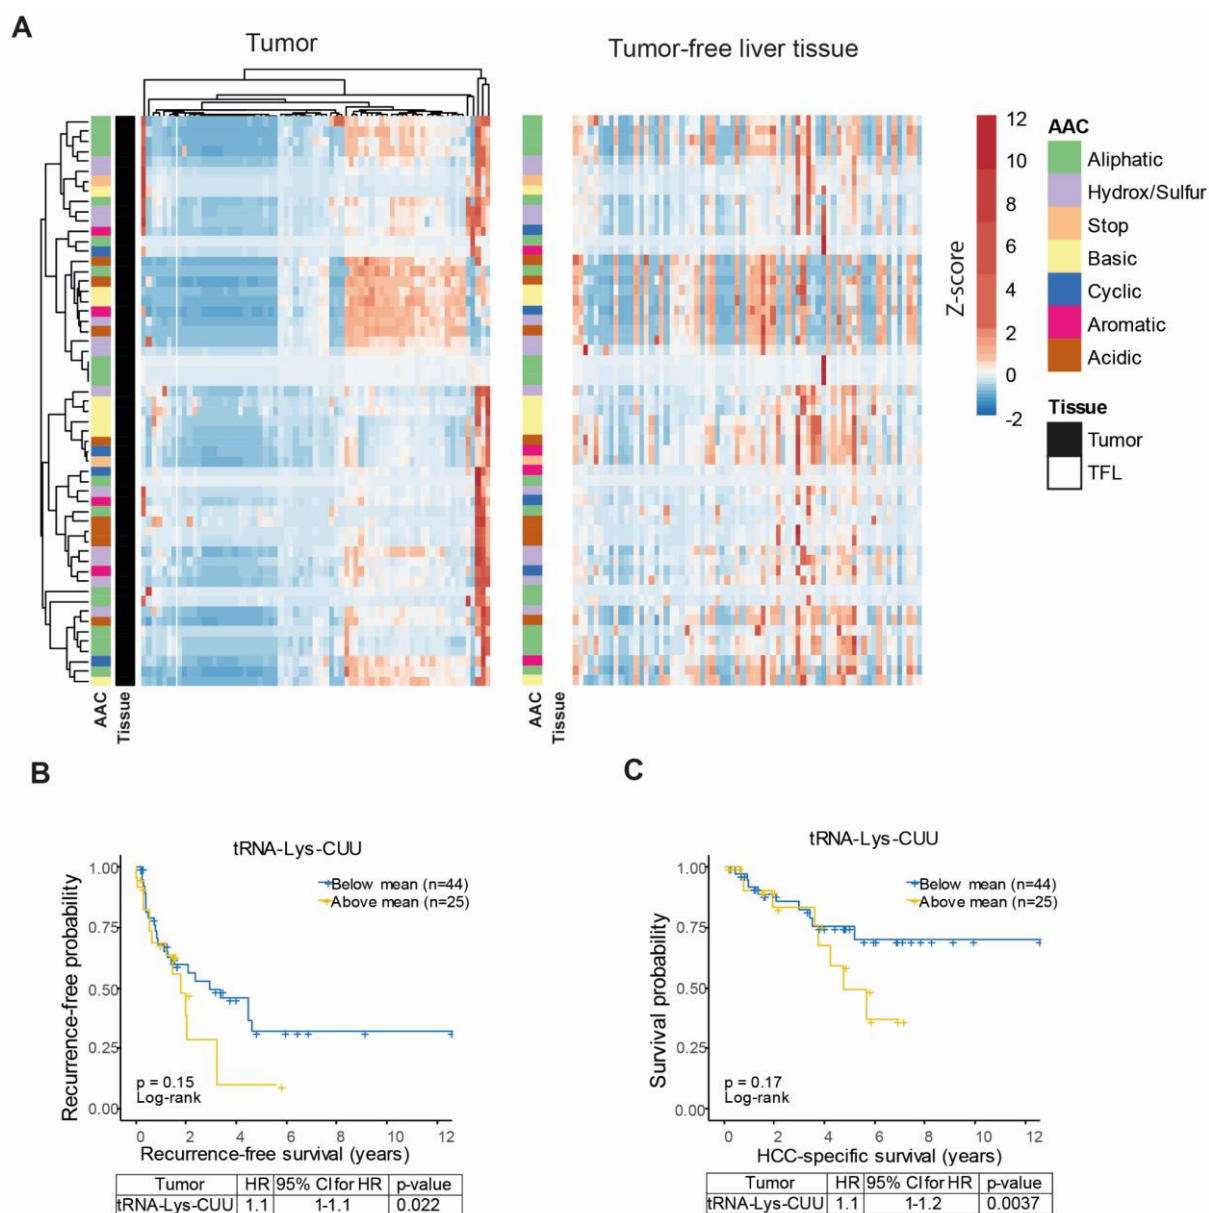 A
Tumor
Tumor-free liver tissue
AAC
Tissue
AAC
Tissue
Z-score
12
10
8
6
4
2
0
-2
AAC
Aliphatic
Hydrox/Sulfur
Stop
Basic
Cyclic
Aromatic
Acidic
Tissue
Tumor
TFL
B
tRNA-Lys-CUU
Recurrence-free probability
1.00
0.75
0.50
0.25
0.00
Below mean (n=44)
Above mean (n=25)
p = 0.15
Log-rank
0 2 4 6 8 10 12
Recurrence-free survival (years)
Tumor HR 95% CI for HR p-value
tRNA-Lys-CUU 1.1 1-1.1 0.022
C
tRNA-Lys-CUU
Survival probability
1.00
0.75
0.50
0.25
0.00
Below mean (n=44)
Above mean (n=25)
p = 0.17
Log-rank
0 2 4 6 8 10 12
HCC-specific survival (years)
Tumor HR 95% CI for HR p-value
tRNA-Lys-CUU 1.1 1-1.2 0.0037